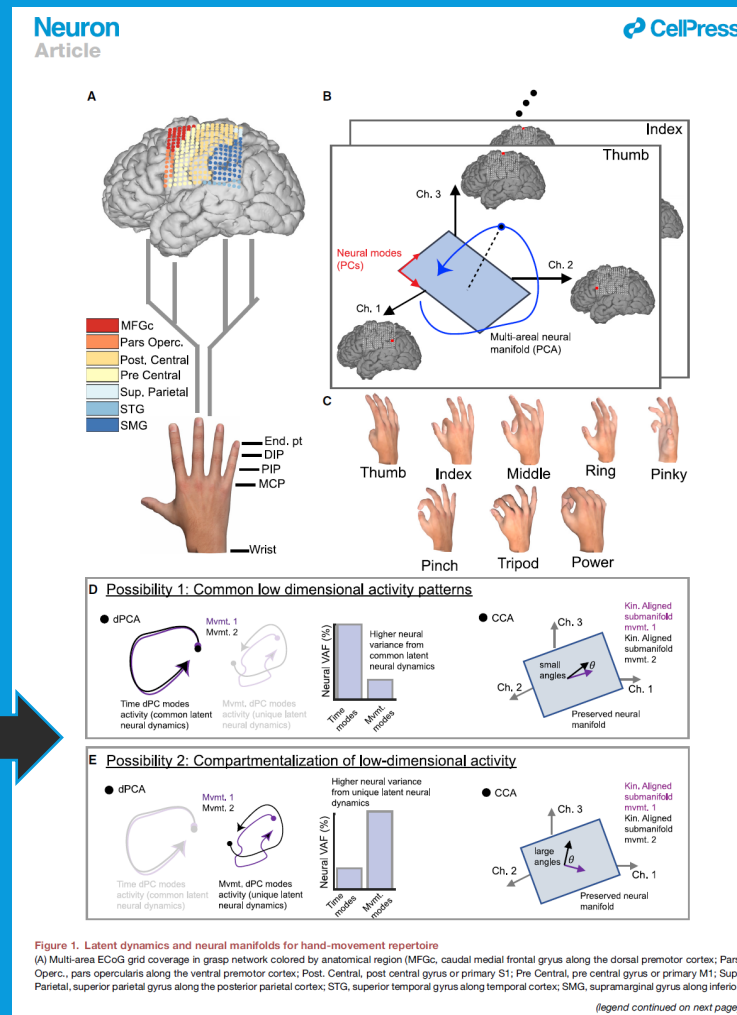 Neuron
Article
CellPress
A
B
Index
Thumb
Ch. 3
Neural modes
(PCs)
Ch. 2
Ch. 1
Multi-areal neural
manifold (PCA)
MFGc
Pars Operc.
Post. Central
Pre Central
Sup. Parietal
STG
SMG
End. pt
DIP
PIP
MCP
Wrist
C
Thumb Index Middle Ring Pinky
Pinch Tripod Power
D Possibility 1: Common low dimensional activity patterns
dPCA
Mvmt. 1
Mvmt. 2
Time dPC modes
activity (common latent
neural dynamics)
Mvmt. dPC modes
activity (unique latent
neural dynamics)
Neural VAF (%)
Higher neural
variance from
common latent
neural dynamics
Time
modes
Mvmt.
modes
CCA
Ch. 3
small
angles
θ
Ch. 2
Ch. 1
Kin. Aligned
submanifold
mvmt. 1
Kin. Aligned
submanifold
mvmt. 2
Preserved neural
manifold
E Possibility 2: Compartmentalization of low-dimensional activity
dPCA
Mvmt. 1
Mvmt. 2
Time dPC modes
activity (common latent
neural dynamics)
Mvmt. dPC modes
activity (unique latent
neural dynamics)
Higher neural variance
from unique latent neural
dynamics
Neural VAF (%)
Time
modes
Mvmt.
modes
CCA
Ch. 3
large
angles
θ
Ch. 2
Ch. 1
Kin. Aligned
submanifold
mvmt. 1
Kin. Aligned
submanifold
mvmt. 2
Preserved neural
manifold
Figure 1. Latent dynamics and neural manifolds for hand-movement repertoire
(A) Multi-area ECoG grid coverage in grasp network colored by anatomical region (MFGc, caudal medial frontal gryus along the dorsal premotor cortex; Pars
Operc., pars opercularis along the ventral premotor cortex; Post. Central, post central gyrus or primary S1; Pre Central, pre central gyrus or primary M1; Sup
Parietal, superior parietal gyrus along the posterior parietal cortex; STG, superior temporal gyrus along temporal cortex; SMG, supramarginal gyrus along inferio
(legend continued on next page